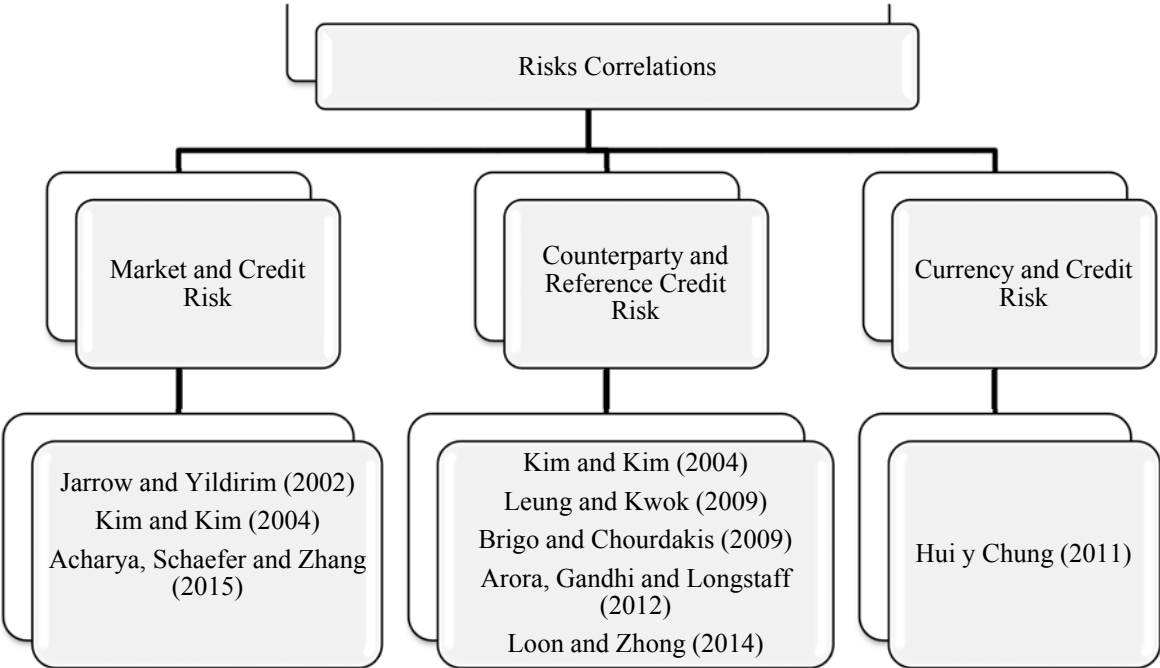 Risks Correlations
Market and Credit
Risk
Counterparty and
Reference Credit
Risk
Currency and Credit
Risk
Jarrow and Yildirim (2002)
Kim and Kim (2004)
Acharya, Schaefer and Zhang
(2015)
Kim and Kim (2004)
Leung and Kwok (2009)
Brigo and Chourdakis (2009)
Arora, Gandhi and Longstaff
(2012)
Loon and Zhong (2014)
Hui y Chung (2011)